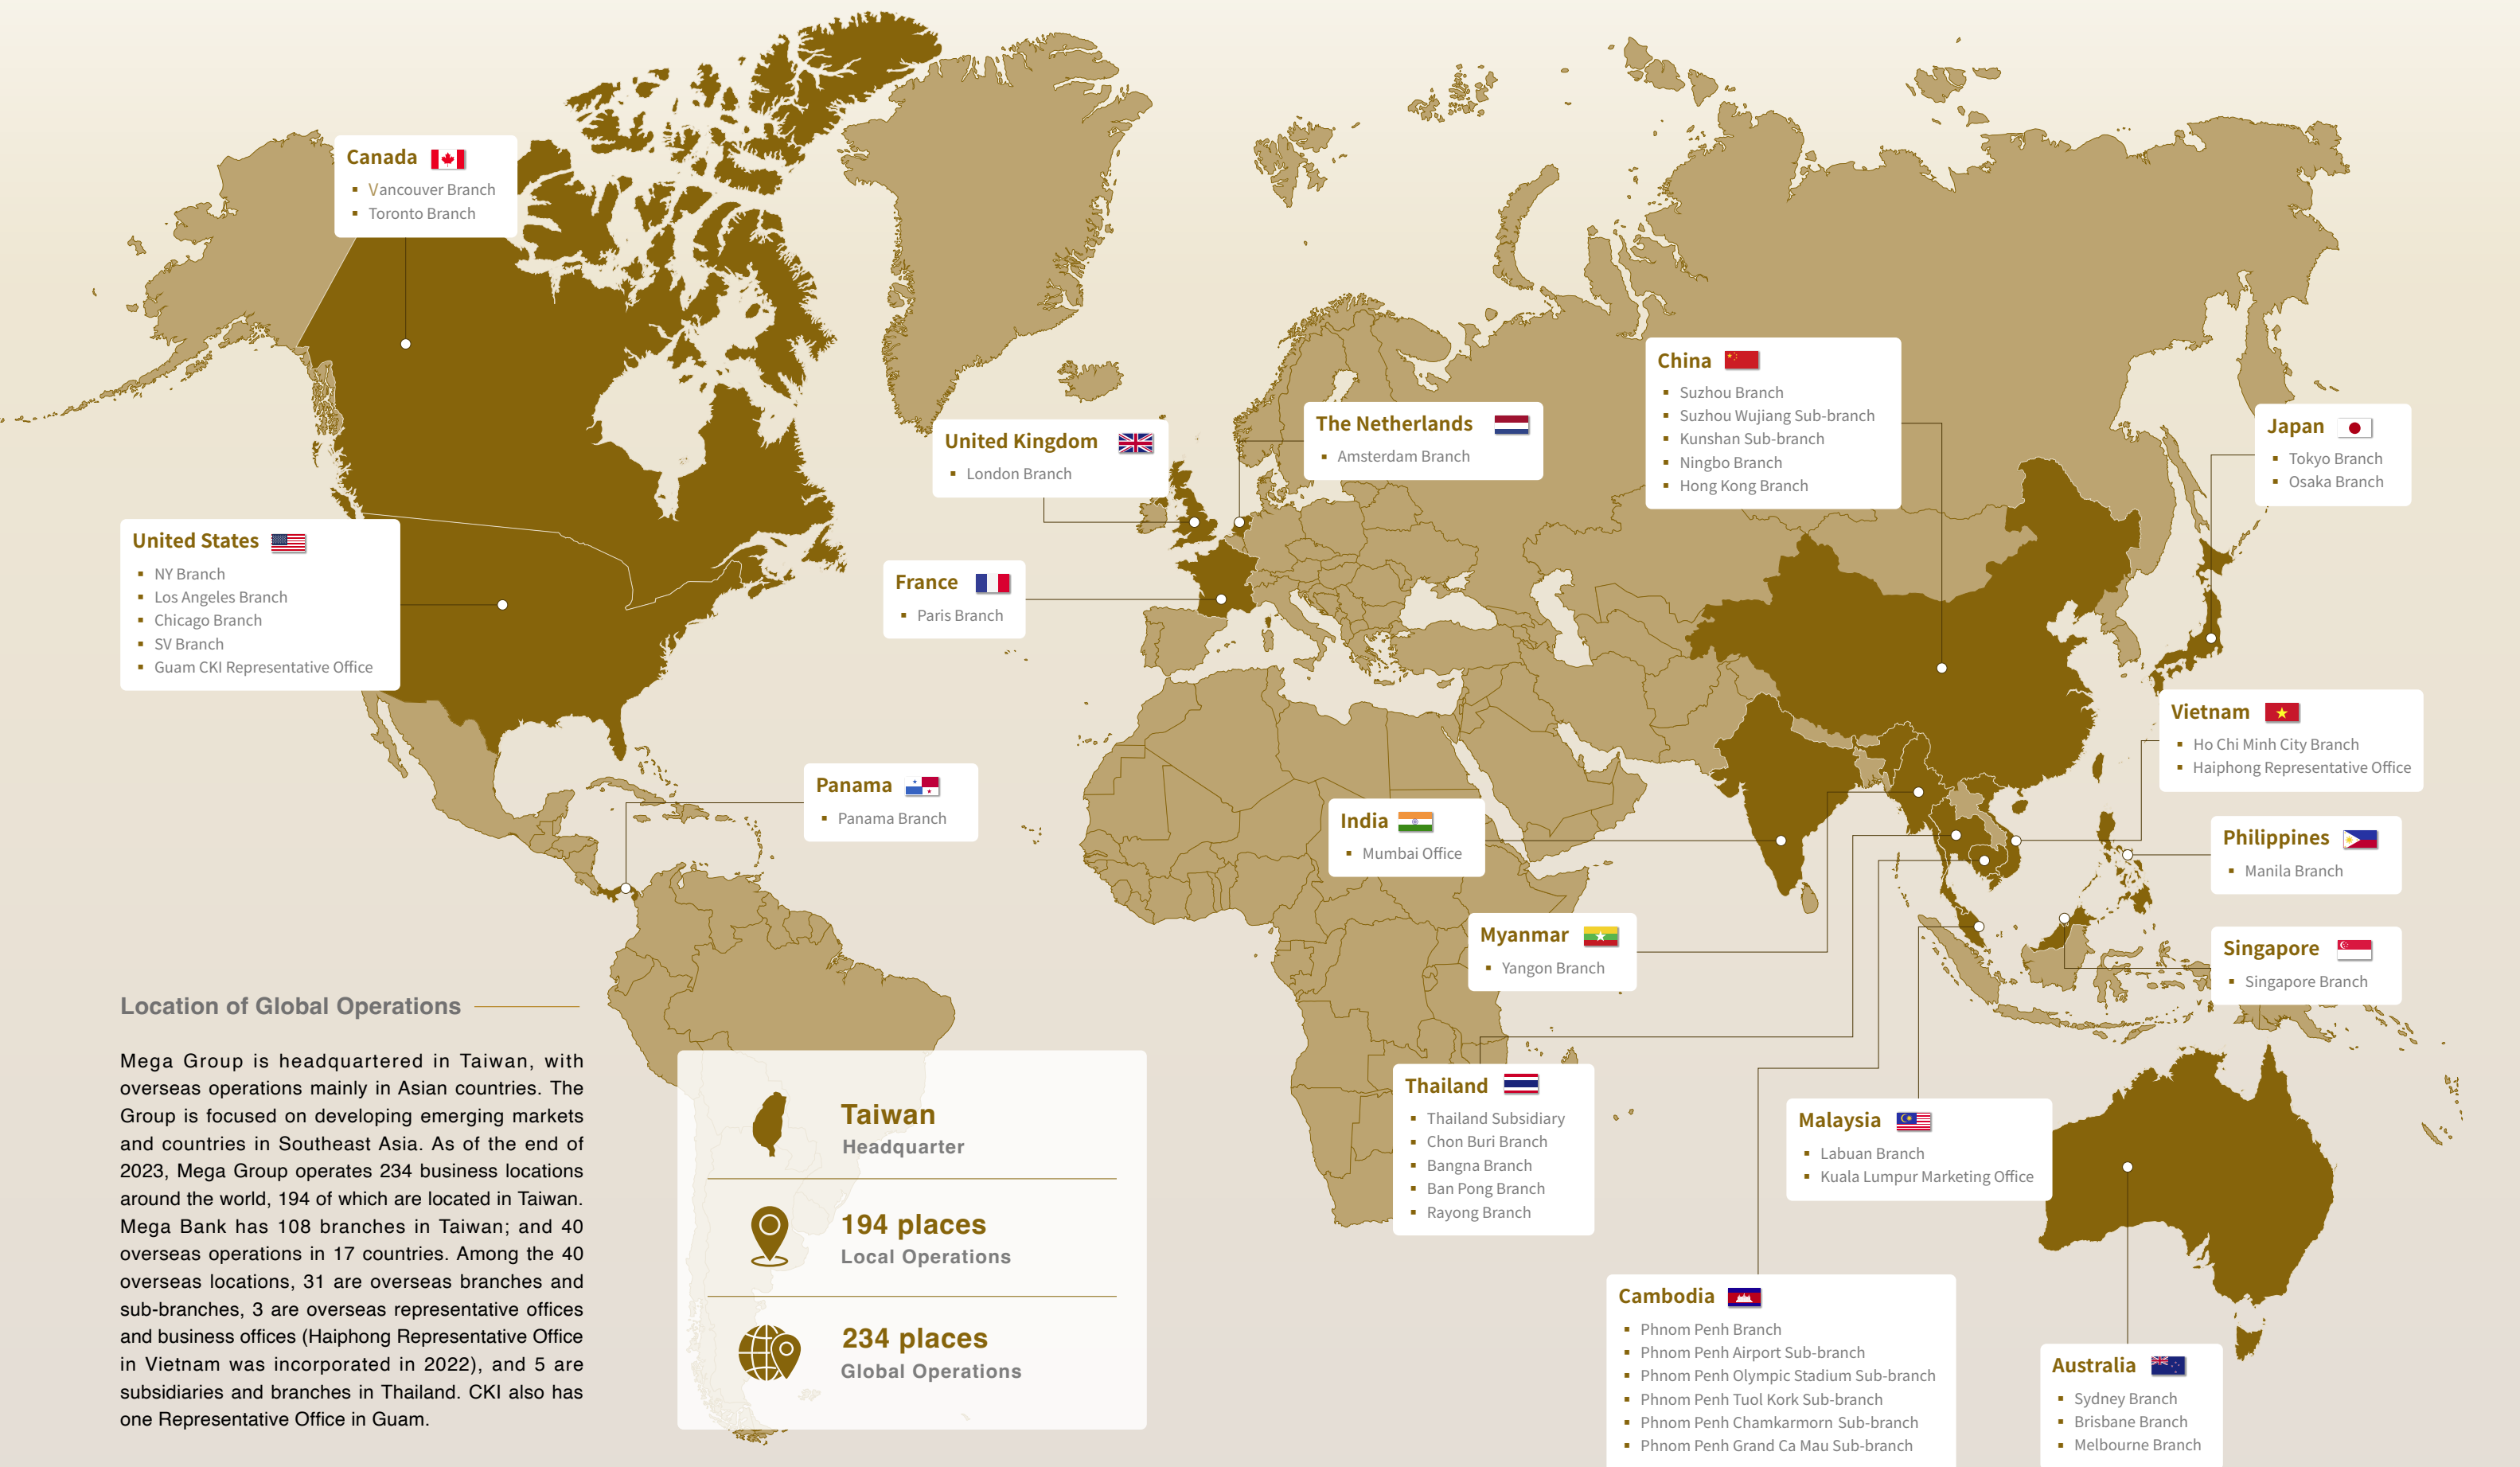 Canada
Vancouver Branch
Toronto Branch
United States
NY Branch
Los Angeles Branch
Chicago Branch
SV Branch
Guam CKI Representative Office
United Kingdom
London Branch
The Netherlands
Amsterdam Branch
France
Paris Branch
China
Suzhou Branch
Suzhou Wujiang Sub-branch
Kunshan Sub-branch
Ningbo Branch
Hong Kong Branch
Japan
Tokyo Branch
Osaka Branch
Vietnam
Ho Chi Minh City Branch
Haiphong Representative Office
Panama
Panama Branch
India
Mumbai Office
Philippines
Manila Branch
Myanmar
Yangon Branch
Singapore
Singapore Branch
Thailand
Thailand Subsidiary
Chon Buri Branch
Bangna Branch
Ban Pong Branch
Rayong Branch
Malaysia
Labuan Branch
Kuala Lumpur Marketing Office
Cambodia
Phnom Penh Branch
Phnom Penh Airport Sub-branch
Phnom Penh Olympic Stadium Sub-branch
Phnom Penh Tuol Kork Sub-branch
Phnom Penh Chamkarmorn Sub-branch
Phnom Penh Grand Ca Mau Sub-branch
Australia
Sydney Branch
Brisbane Branch
Melbourne Branch
Location of Global Operations
Mega Group is headquartered in Taiwan, with
overseas operations mainly in Asian countries. The
Group is focused on developing emerging markets
and countries in Southeast Asia. As of the end of
2023, Mega Group operates 234 business locations
around the world, 194 of which are located in Taiwan.
Mega Bank has 108 branches in Taiwan; and 40
overseas operations in 17 countries. Among the 40
overseas locations, 31 are overseas branches and
sub-branches, 3 are overseas representative offices
and business offices (Haiphong Representative Office
in Vietnam was incorporated in 2022), and 5 are
subsidiaries and branches in Thailand. CKI also has
one Representative Office in Guam.
Taiwan
Headquarter
194 places
Local Operations
234 places
Global Operations